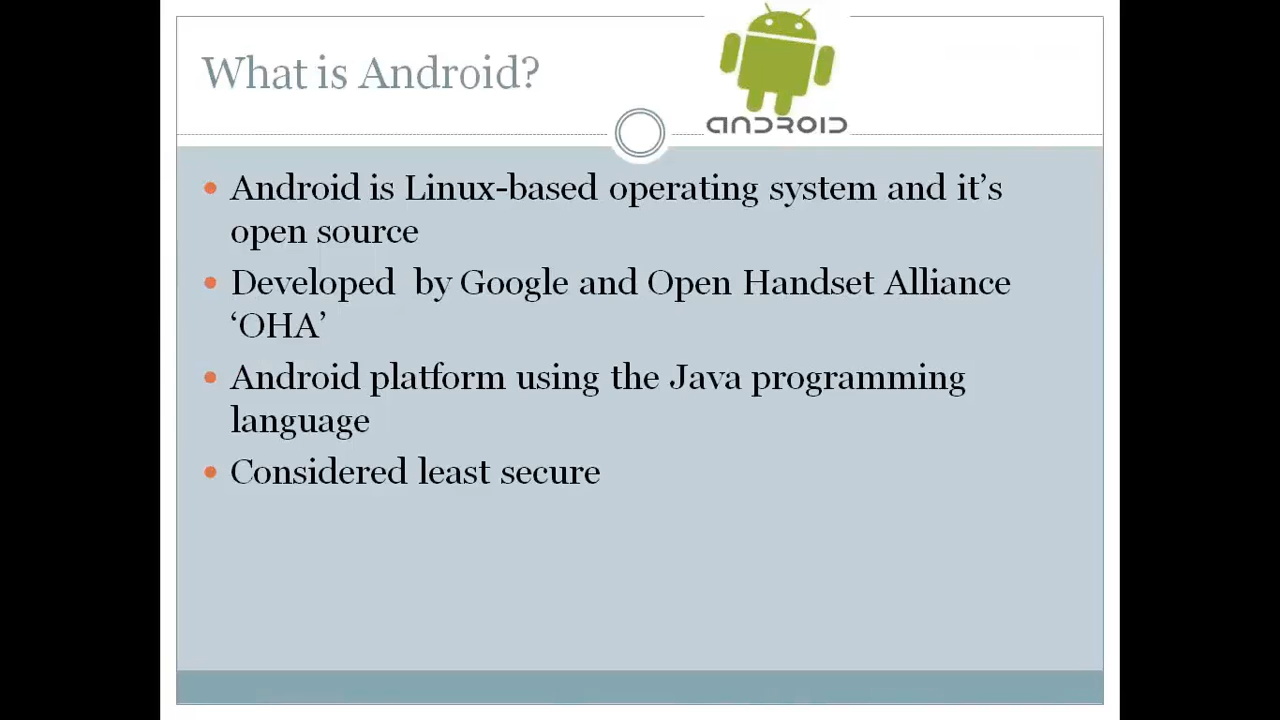 What is Android?
ANDROID
Android is Linux-based operating system and it’s
open source
Developed by Google and Open Handset Alliance
‘OHA’
Android platform using the Java programming
language
Considered least secure